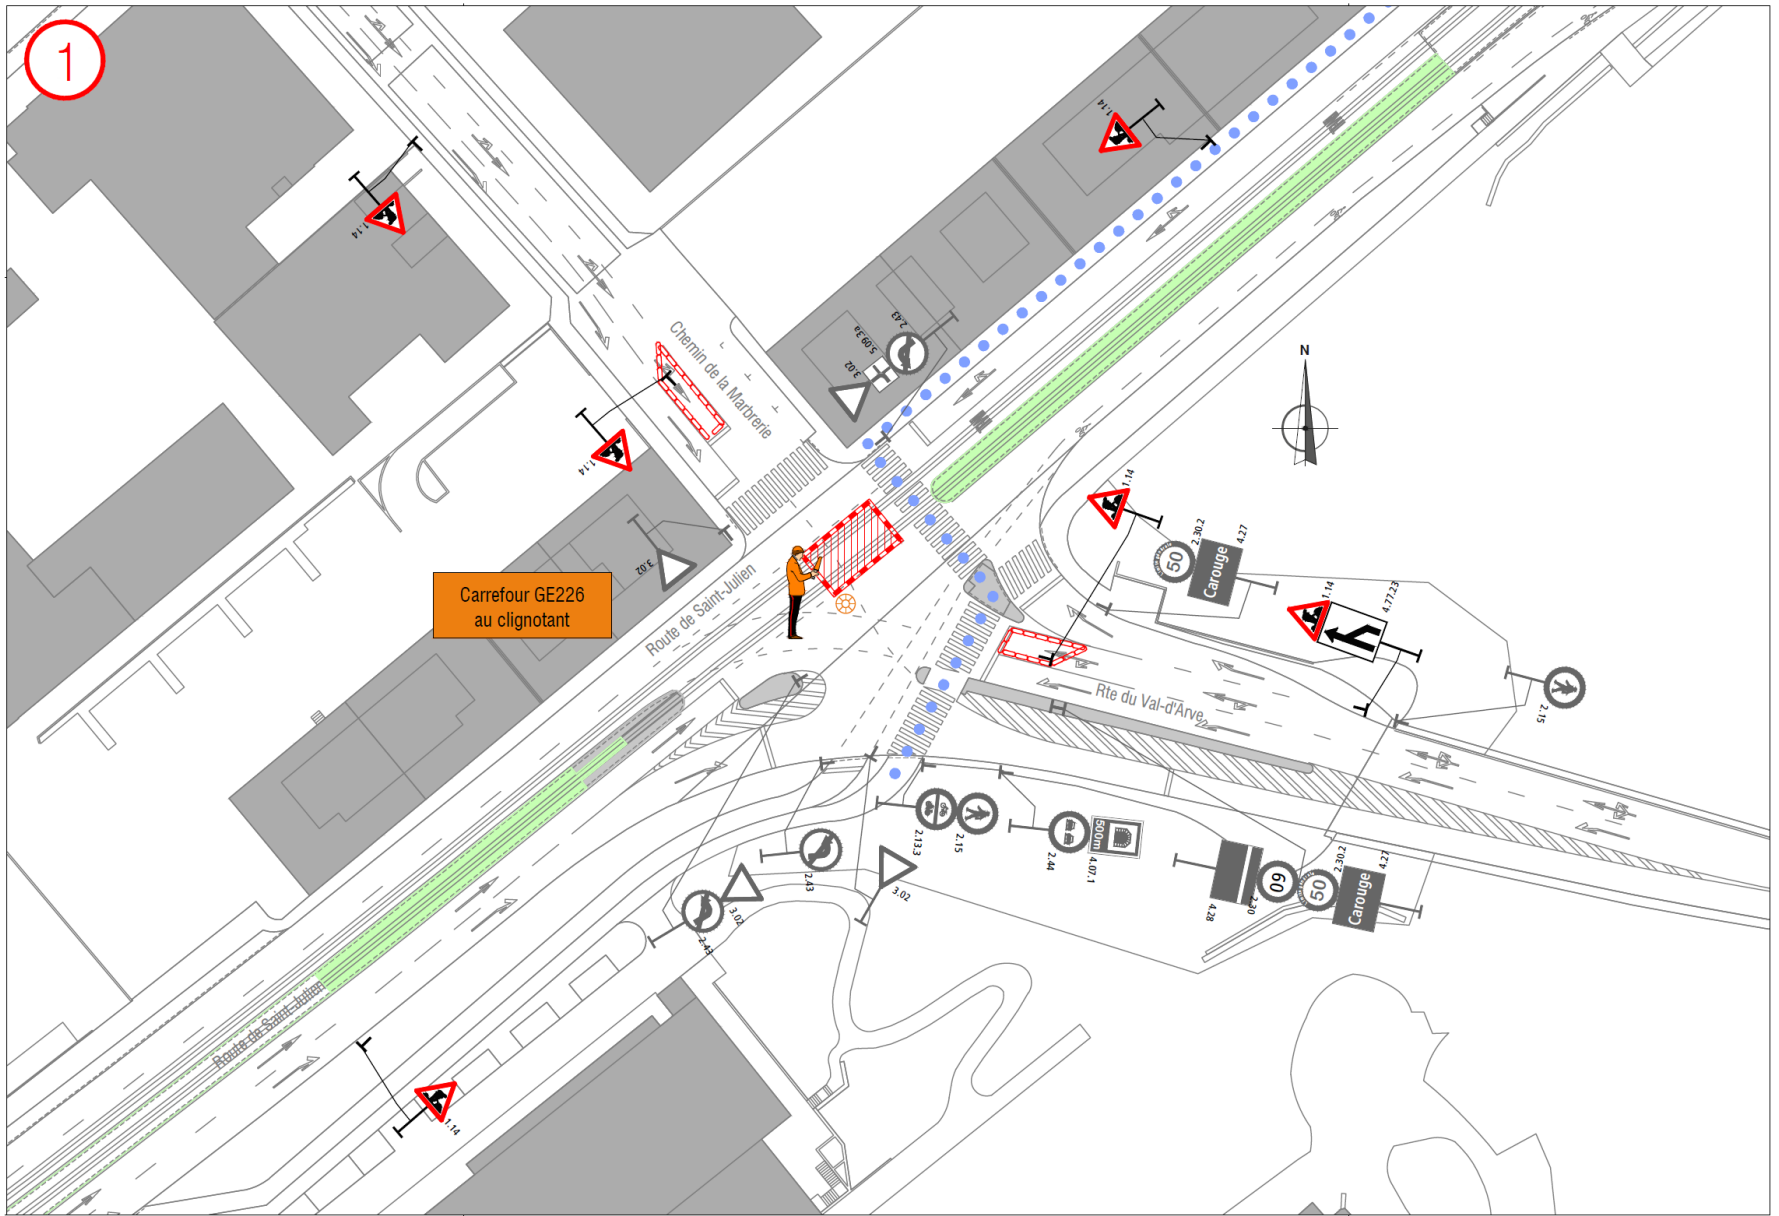 1
1.14
1.14
Chemin de la Marbrerie
2.43
5.09.3a
3.02
N
1.14
1.14
2.30.2
4.27
50
Carouge
3.02
Carrefour GE226
au clignotant
Route de Saint-Julien
1.14
4.77.23
2.15
Rte du Val-d'Arve
2.13.3
2.15
2.44
500m
4.07.1
2.43
3.02
3.02
2.43
4.28
2.30
60
50
2.30.2
4.27
Carouge
Route de Saint-Julien
1.14